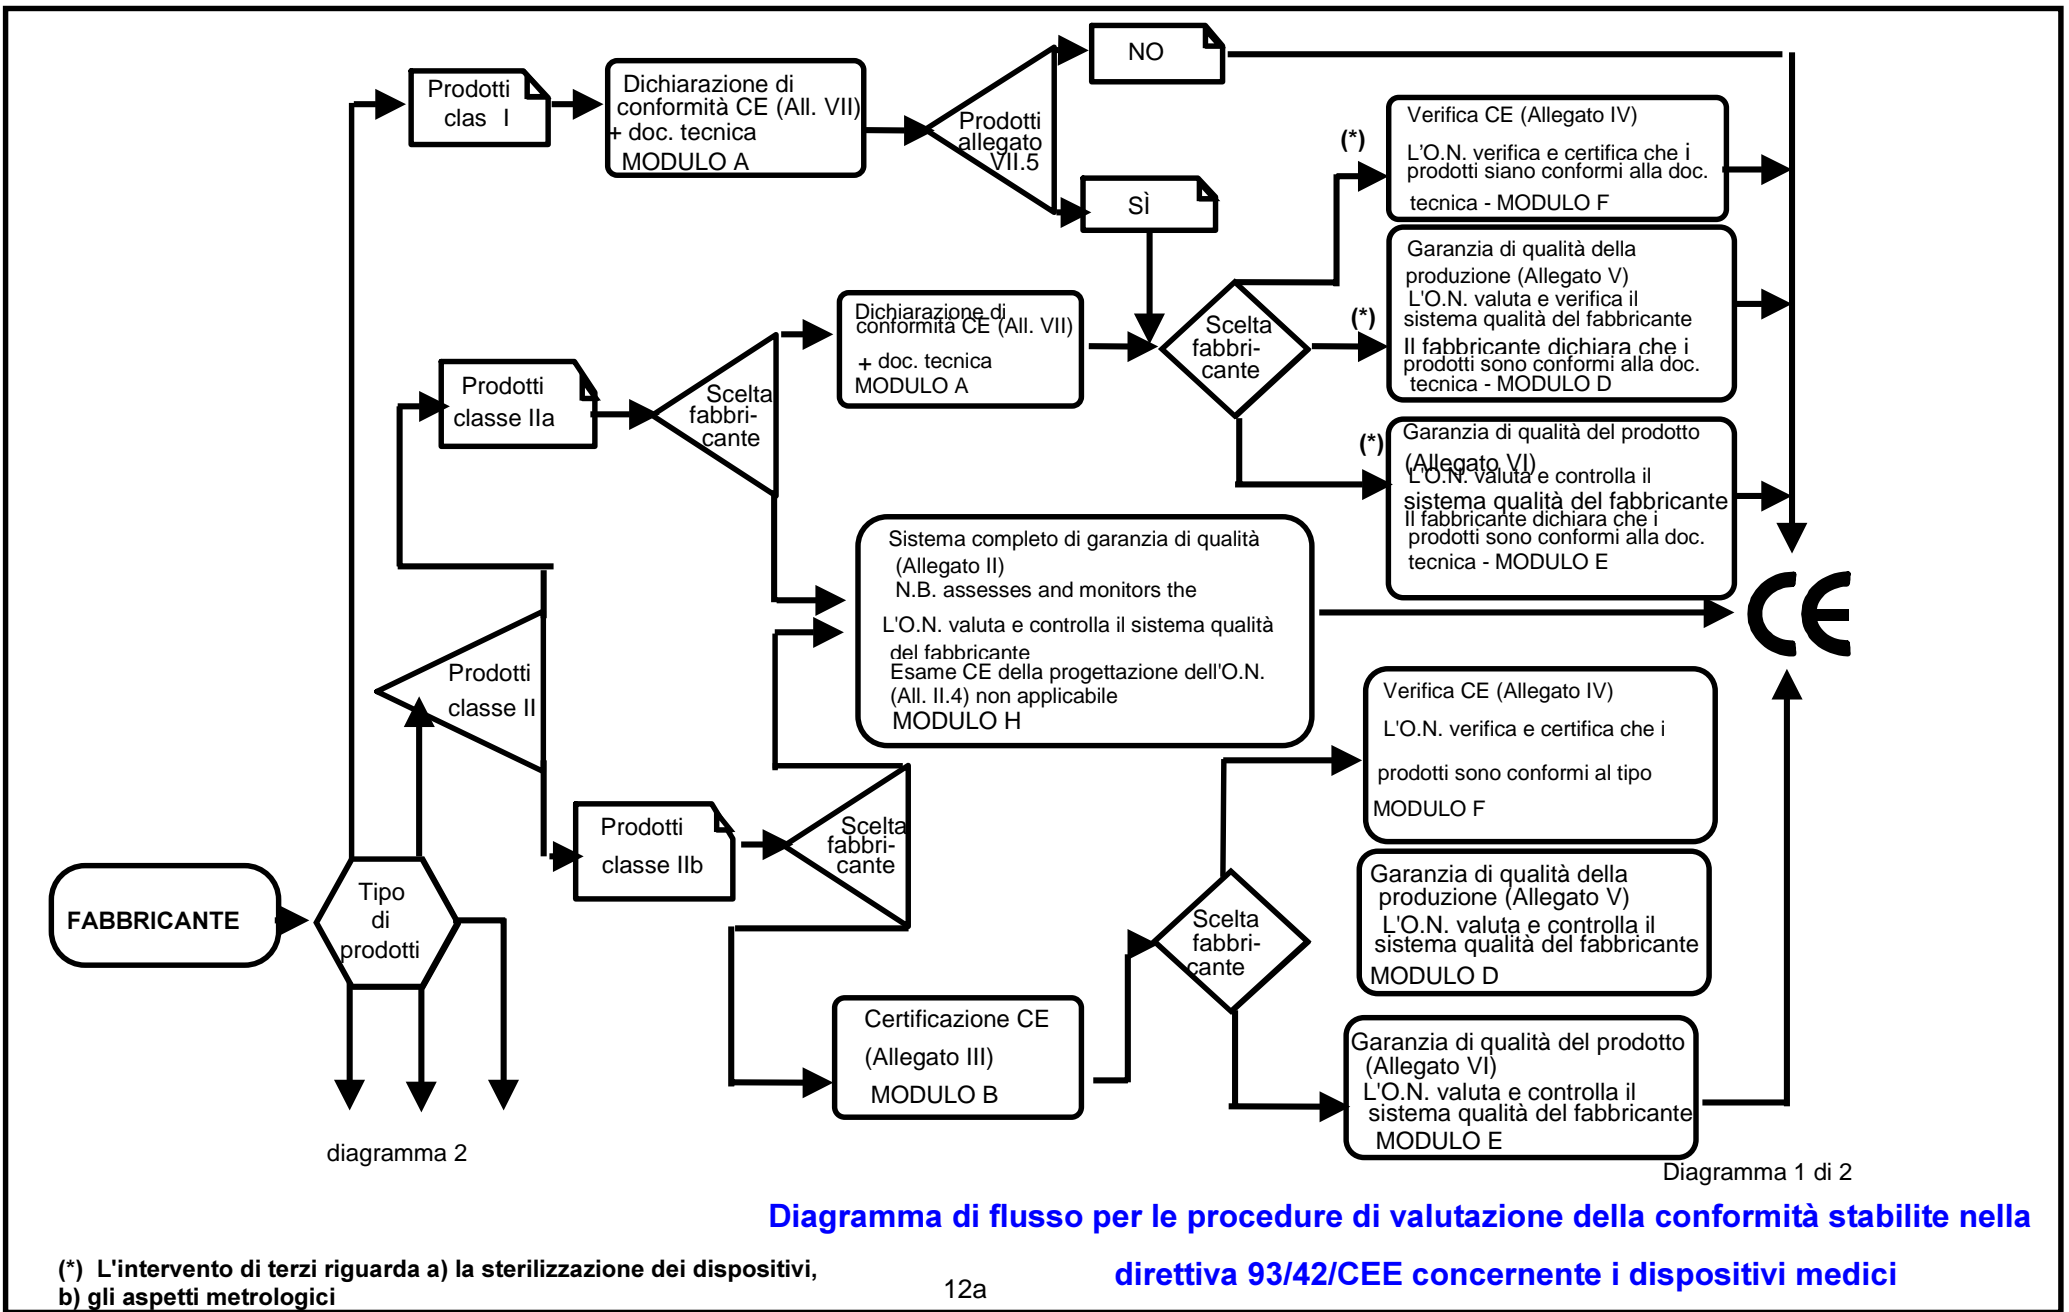 NO
Prodotti
clas I
Dichiarazione di
conformità CE (All. VII)
+ doc. tecnica
MODULO A
Prodotti
allegato
VII.5
SÌ
(*)
Verifica CE (Allegato IV)
L'O.N. verifica e certifica che i
prodotti siano conformi alla doc.
tecnica - MODULO F
(*)
Garanzia di qualità della
produzione (Allegato V)
L'O.N. valuta e verifica il
sistema qualità del fabbricante
Il fabbricante dichiara che i
prodotti sono conformi alla doc.
tecnica - MODULO D
Dichiarazione di
conformità CE (All. VII)
+ doc. tecnica
MODULO A
Scelta
fabbri-
cante
Prodotti
classe IIa
Scelta
fabbri-
cante
(*)
Garanzia di qualità del prodotto
(Allegato VI)
L'O.N. valuta e controlla il
sistema qualità del fabbricante
Il fabbricante dichiara che i
prodotti sono conformi alla doc.
tecnica - MODULO E
Sistema completo di garanzia di qualità
(Allegato II)
N.B. assesses and monitors the
L'O.N. valuta e controlla il sistema qualità
del fabbricante
Esame CE della progettazione dell'O.N.
(All. II.4) non applicabile
MODULO H
CE
Prodotti
classe II
Verifica CE (Allegato IV)
L'O.N. verifica e certifica che i
prodotti sono conformi al tipo
MODULO F
Prodotti
classe IIb
Scelta
fabbri-
cante
FABBRICANTE
Tipo
di
prodotti
Scelta
fabbri-
cante
Garanzia di qualità della
produzione (Allegato V)
L'O.N. valuta e controlla il
sistema qualità del fabbricante
MODULO D
Certificazione CE
(Allegato III)
MODULO B
Garanzia di qualità del prodotto
(Allegato VI)
L'O.N. valuta e controlla il
sistema qualità del fabbricante
MODULO E
diagramma 2
Diagramma 1 di 2
Diagramma di flusso per le procedure di valutazione della conformità stabilite nella
direttiva 93/42/CEE concernente i dispositivi medici
(*) L'intervento di terzi riguarda a) la sterilizzazione dei dispositivi,
b) gli aspetti metrologici
12a